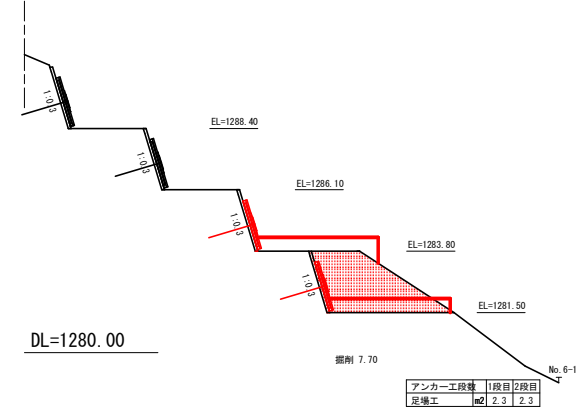 1:0.3
EL=1288.40
1:0.3
EL=1286.10
1:0.3
EL=1283.80
1:0.3
EL=1281.50
DL=1280.00
掘削 7.70
No.6-1
アンカー工段数 1段目 2段目
足場工 m2 2.3 2.3